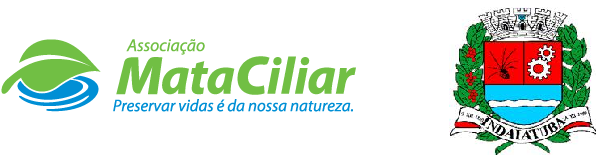 Associação
MataCiliar
Preservar vidas é da nossa natureza.
INDAIATUBA